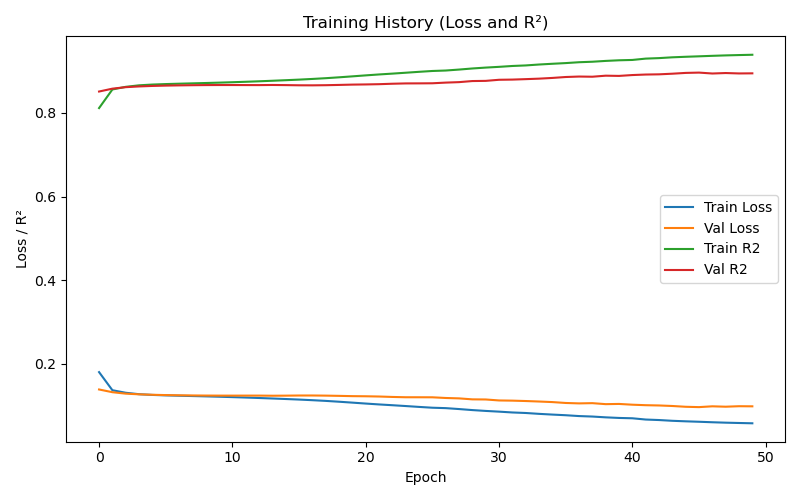 Training History (Loss and R²)
Loss / R²
0.8
0.6
0.4
0.2
Train Loss
Val Loss
Train R2
Val R2
0 10 20 30 40 50
Epoch